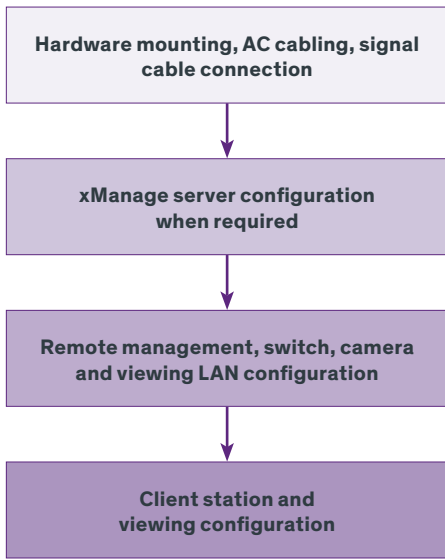 Hardware mounting, AC cabling, signal
cable connection
xManage server configuration
when required
Remote management, switch, camera
and viewing LAN configuration
Client station and
viewing configuration